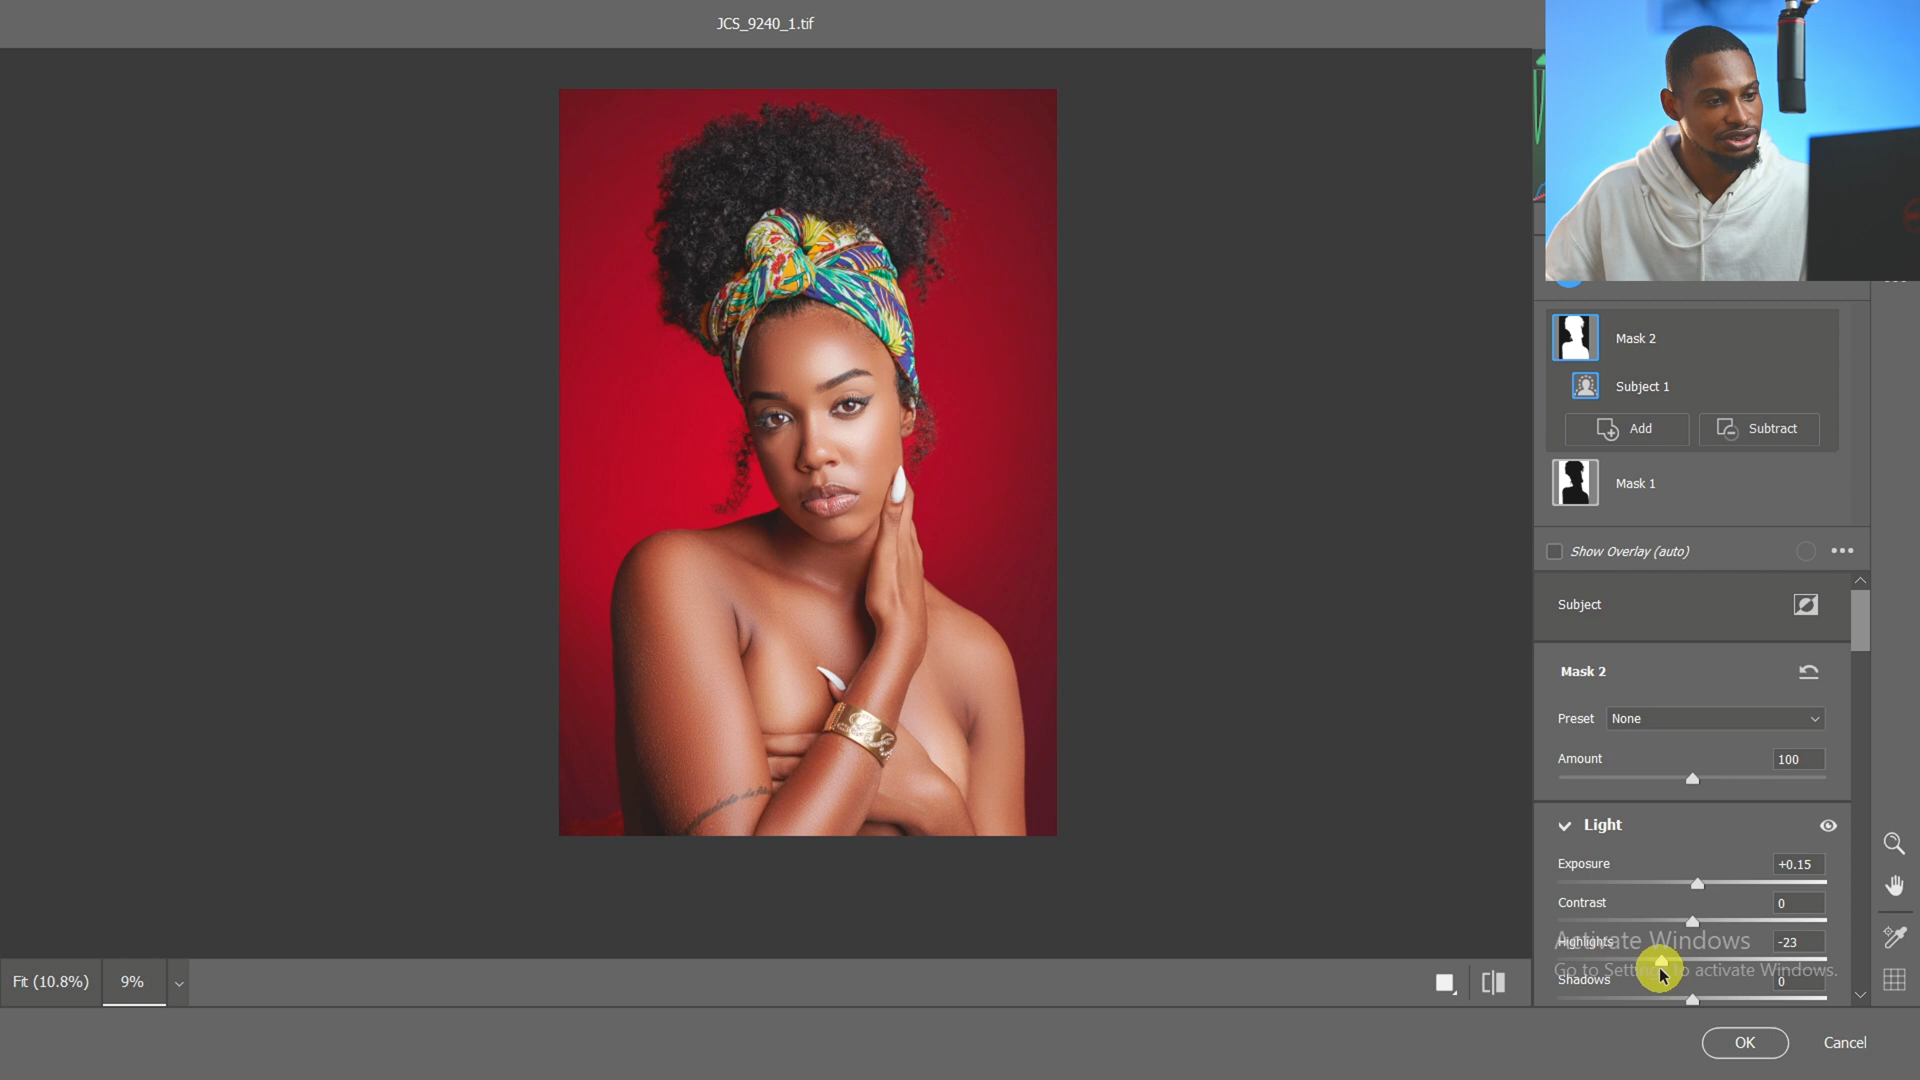 JCS_9240_1.tif
Mask 2
Subject 1
Add
Subtract
Mask 1
Show Overlay (auto)
Subject
Mask 2
Preset
None
Amount
100
Light
Exposure
+0.15
Contrast
0
Highlights
-23
Activate Windows
Go to Settings to activate Windows.
Shadows
0
Fit (10.8%)
9%
OK
Cancel